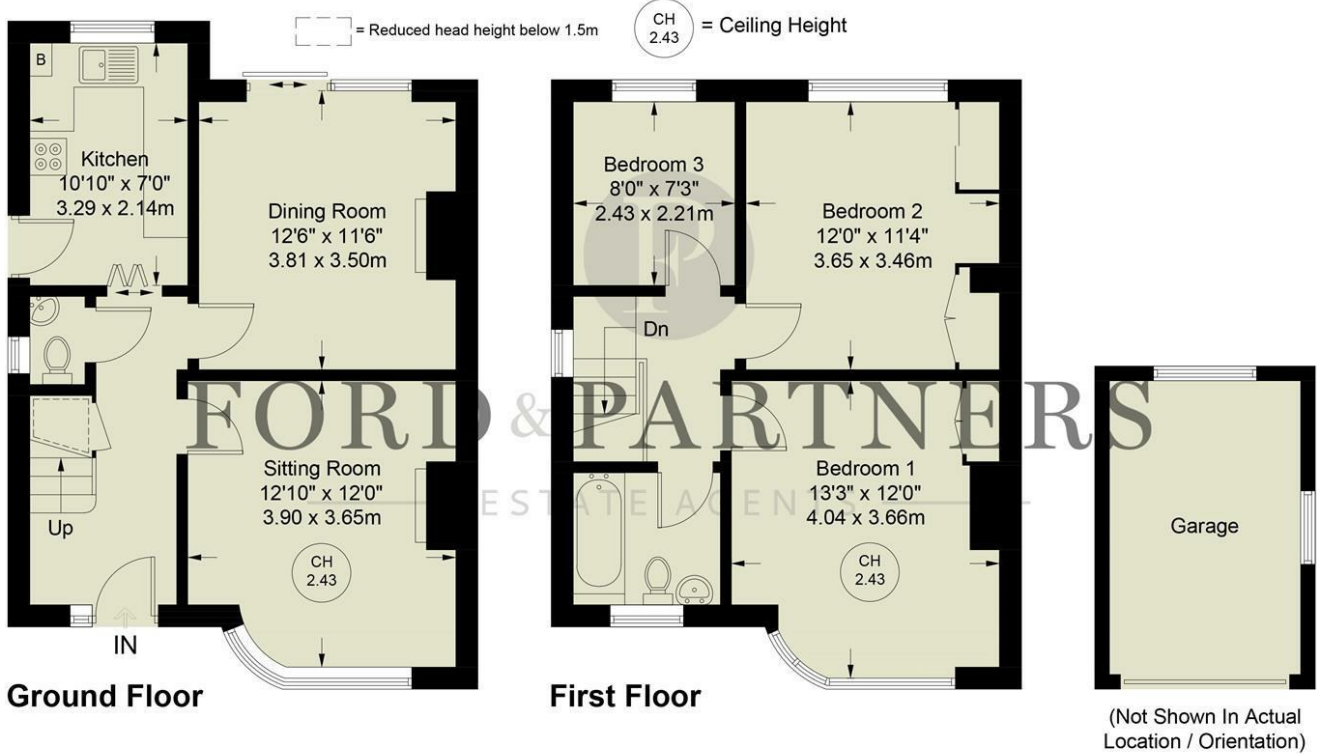 = Reduced head height below 1.5m
CH
2.43
= Ceiling Height
B
Kitchen
10'10" x 7'0"
3.29 x 2.14m
Dining Room
12'6" x 11'6"
3.81 x 3.50m
Sitting Room
12'10" x 12'0"
3.90 x 3.65m
CH
2.43
Up
IN
Ground Floor
Bedroom 3
8'0" x 7'3"
2.43 x 2.21m
Bedroom 2
12'0" x 11'4"
3.65 x 3.46m
Dn
Bedroom 1
13'3" x 12'0"
4.04 x 3.66m
CH
2.43
First Floor
Garage
(Not Shown In Actual
Location / Orientation)
FP
FORD & PARTNERS
ESTATE AGENTS